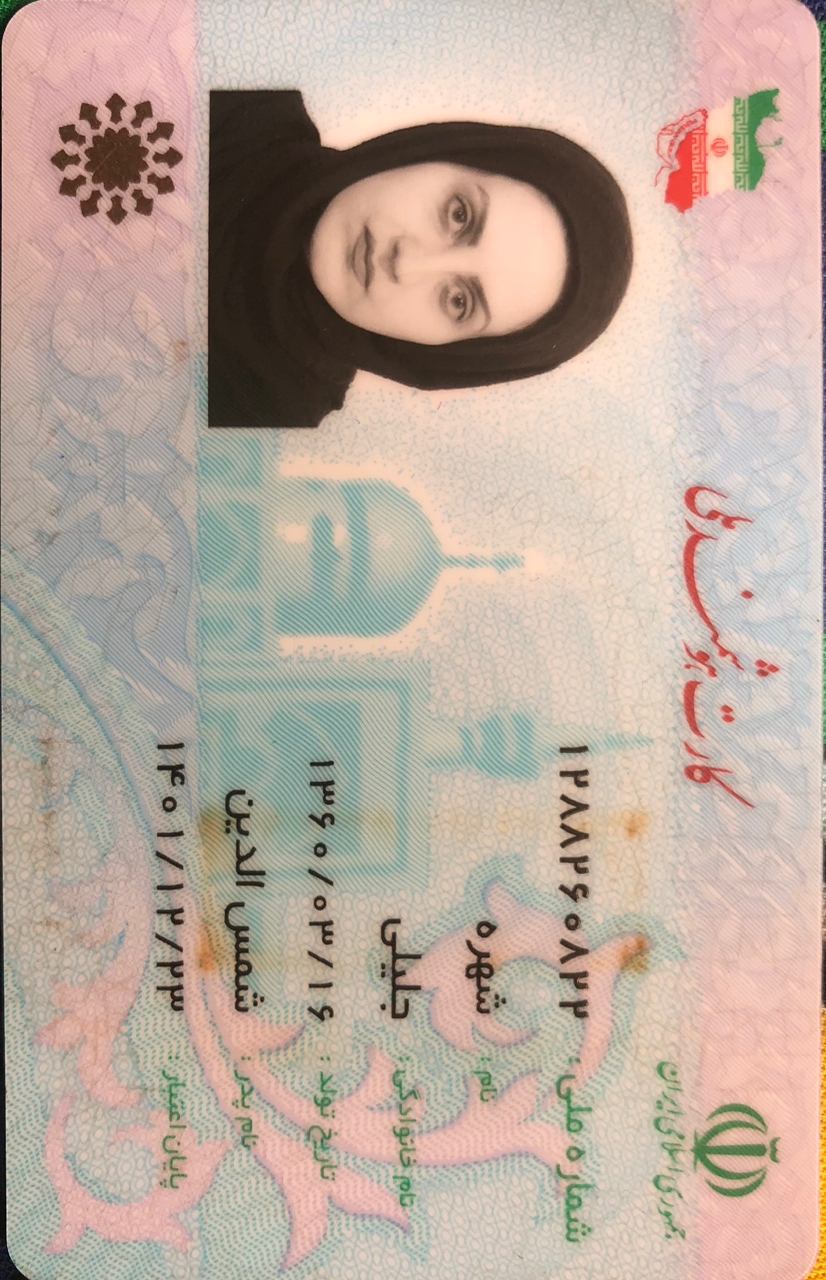 جمهوری اسلامی ایران
کارت هوشمند ملی
شماره ملی : ۱۲۸۸۲۶۰۸۲۲
نام : شهره
نام خانوادگی : جلیلی
تاریخ تولد : ۱۳۶۰/۰۳/۱۶
نام پدر : شمس الدین
پایان اعتبار : ۱۴۰۱/۱۲/۲۳